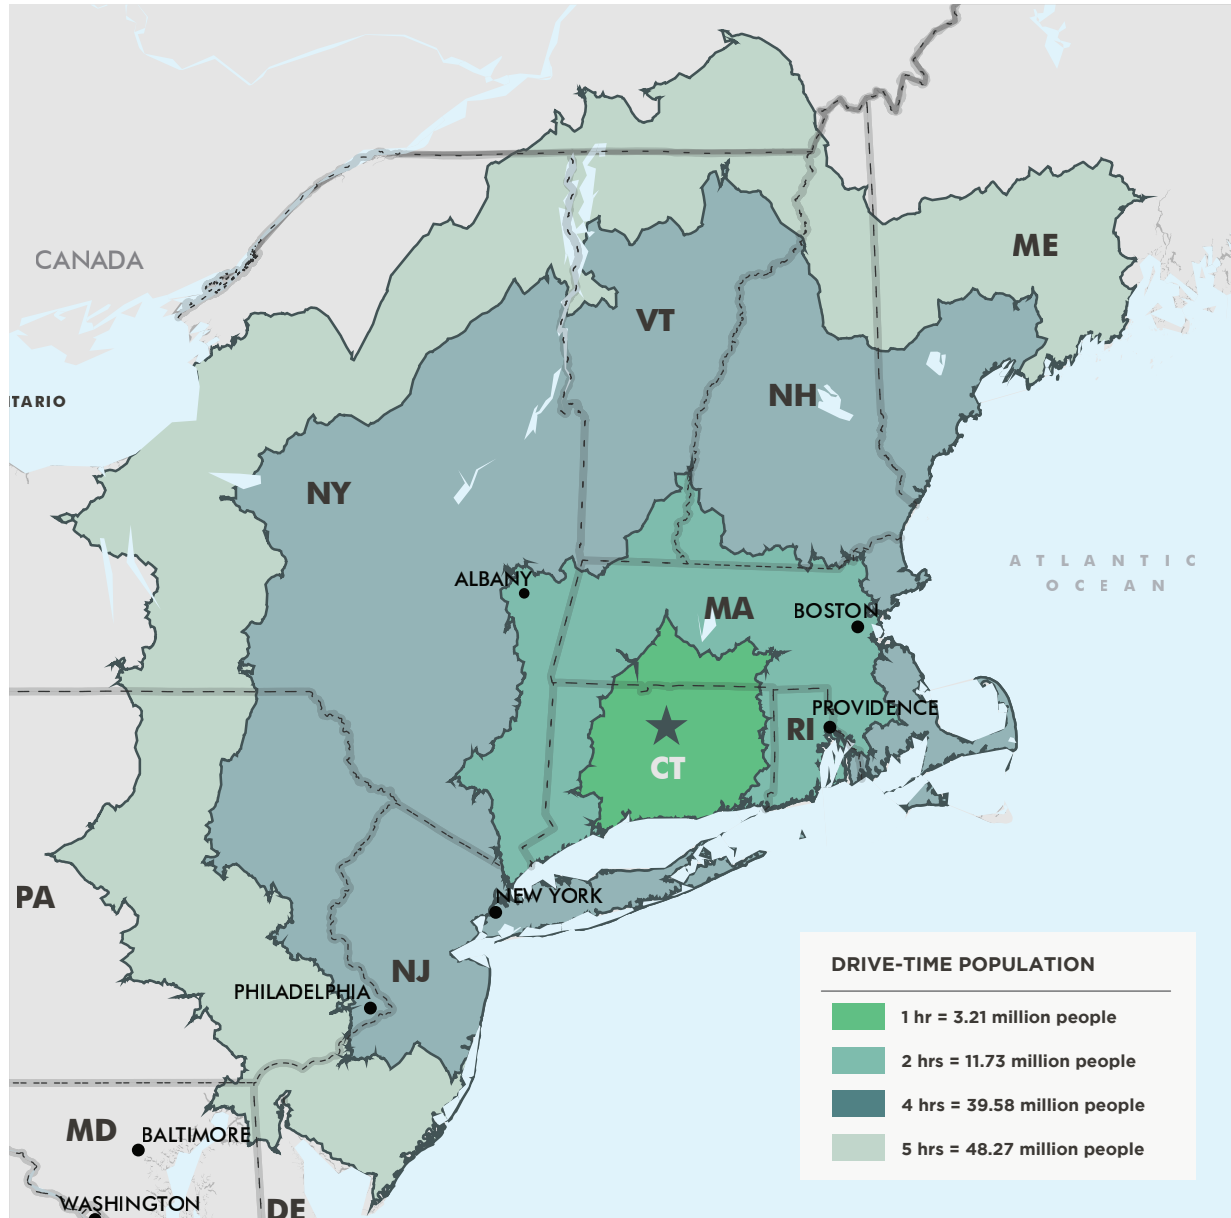 CANADA
ME
VT
TARIO
NH
NY
ATLANTIC
OCEAN
ALBANY
MA
BOSTON
PROVIDENCE
RI
CT
PA
NEW YORK
NJ
PHILADELPHIA
DRIVE-TIME POPULATION
1 hr = 3.21 million people
2 hrs = 11.73 million people
4 hrs = 39.58 million people
5 hrs = 48.27 million people
MD
BALTIMORE
WASHINGTON
DE